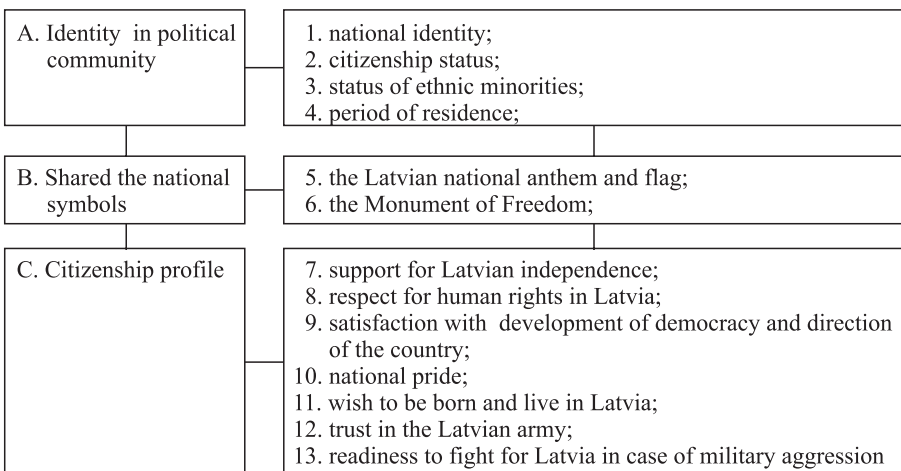 A. Identity in political
community
1. national identity;
2. citizenship status;
3. status of ethnic minorities;
4. period of residence;
B. Shared the national
symbols
5. the Latvian national anthem and flag;
6. the Monument of Freedom;
C. Citizenship profile
7. support for Latvian independence;
8. respect for human rights in Latvia;
9. satisfaction with development of democracy and direction
of the country;
10. national pride;
11. wish to be born and live in Latvia;
12. trust in the Latvian army;
13. readiness to fight for Latvia in case of military aggression